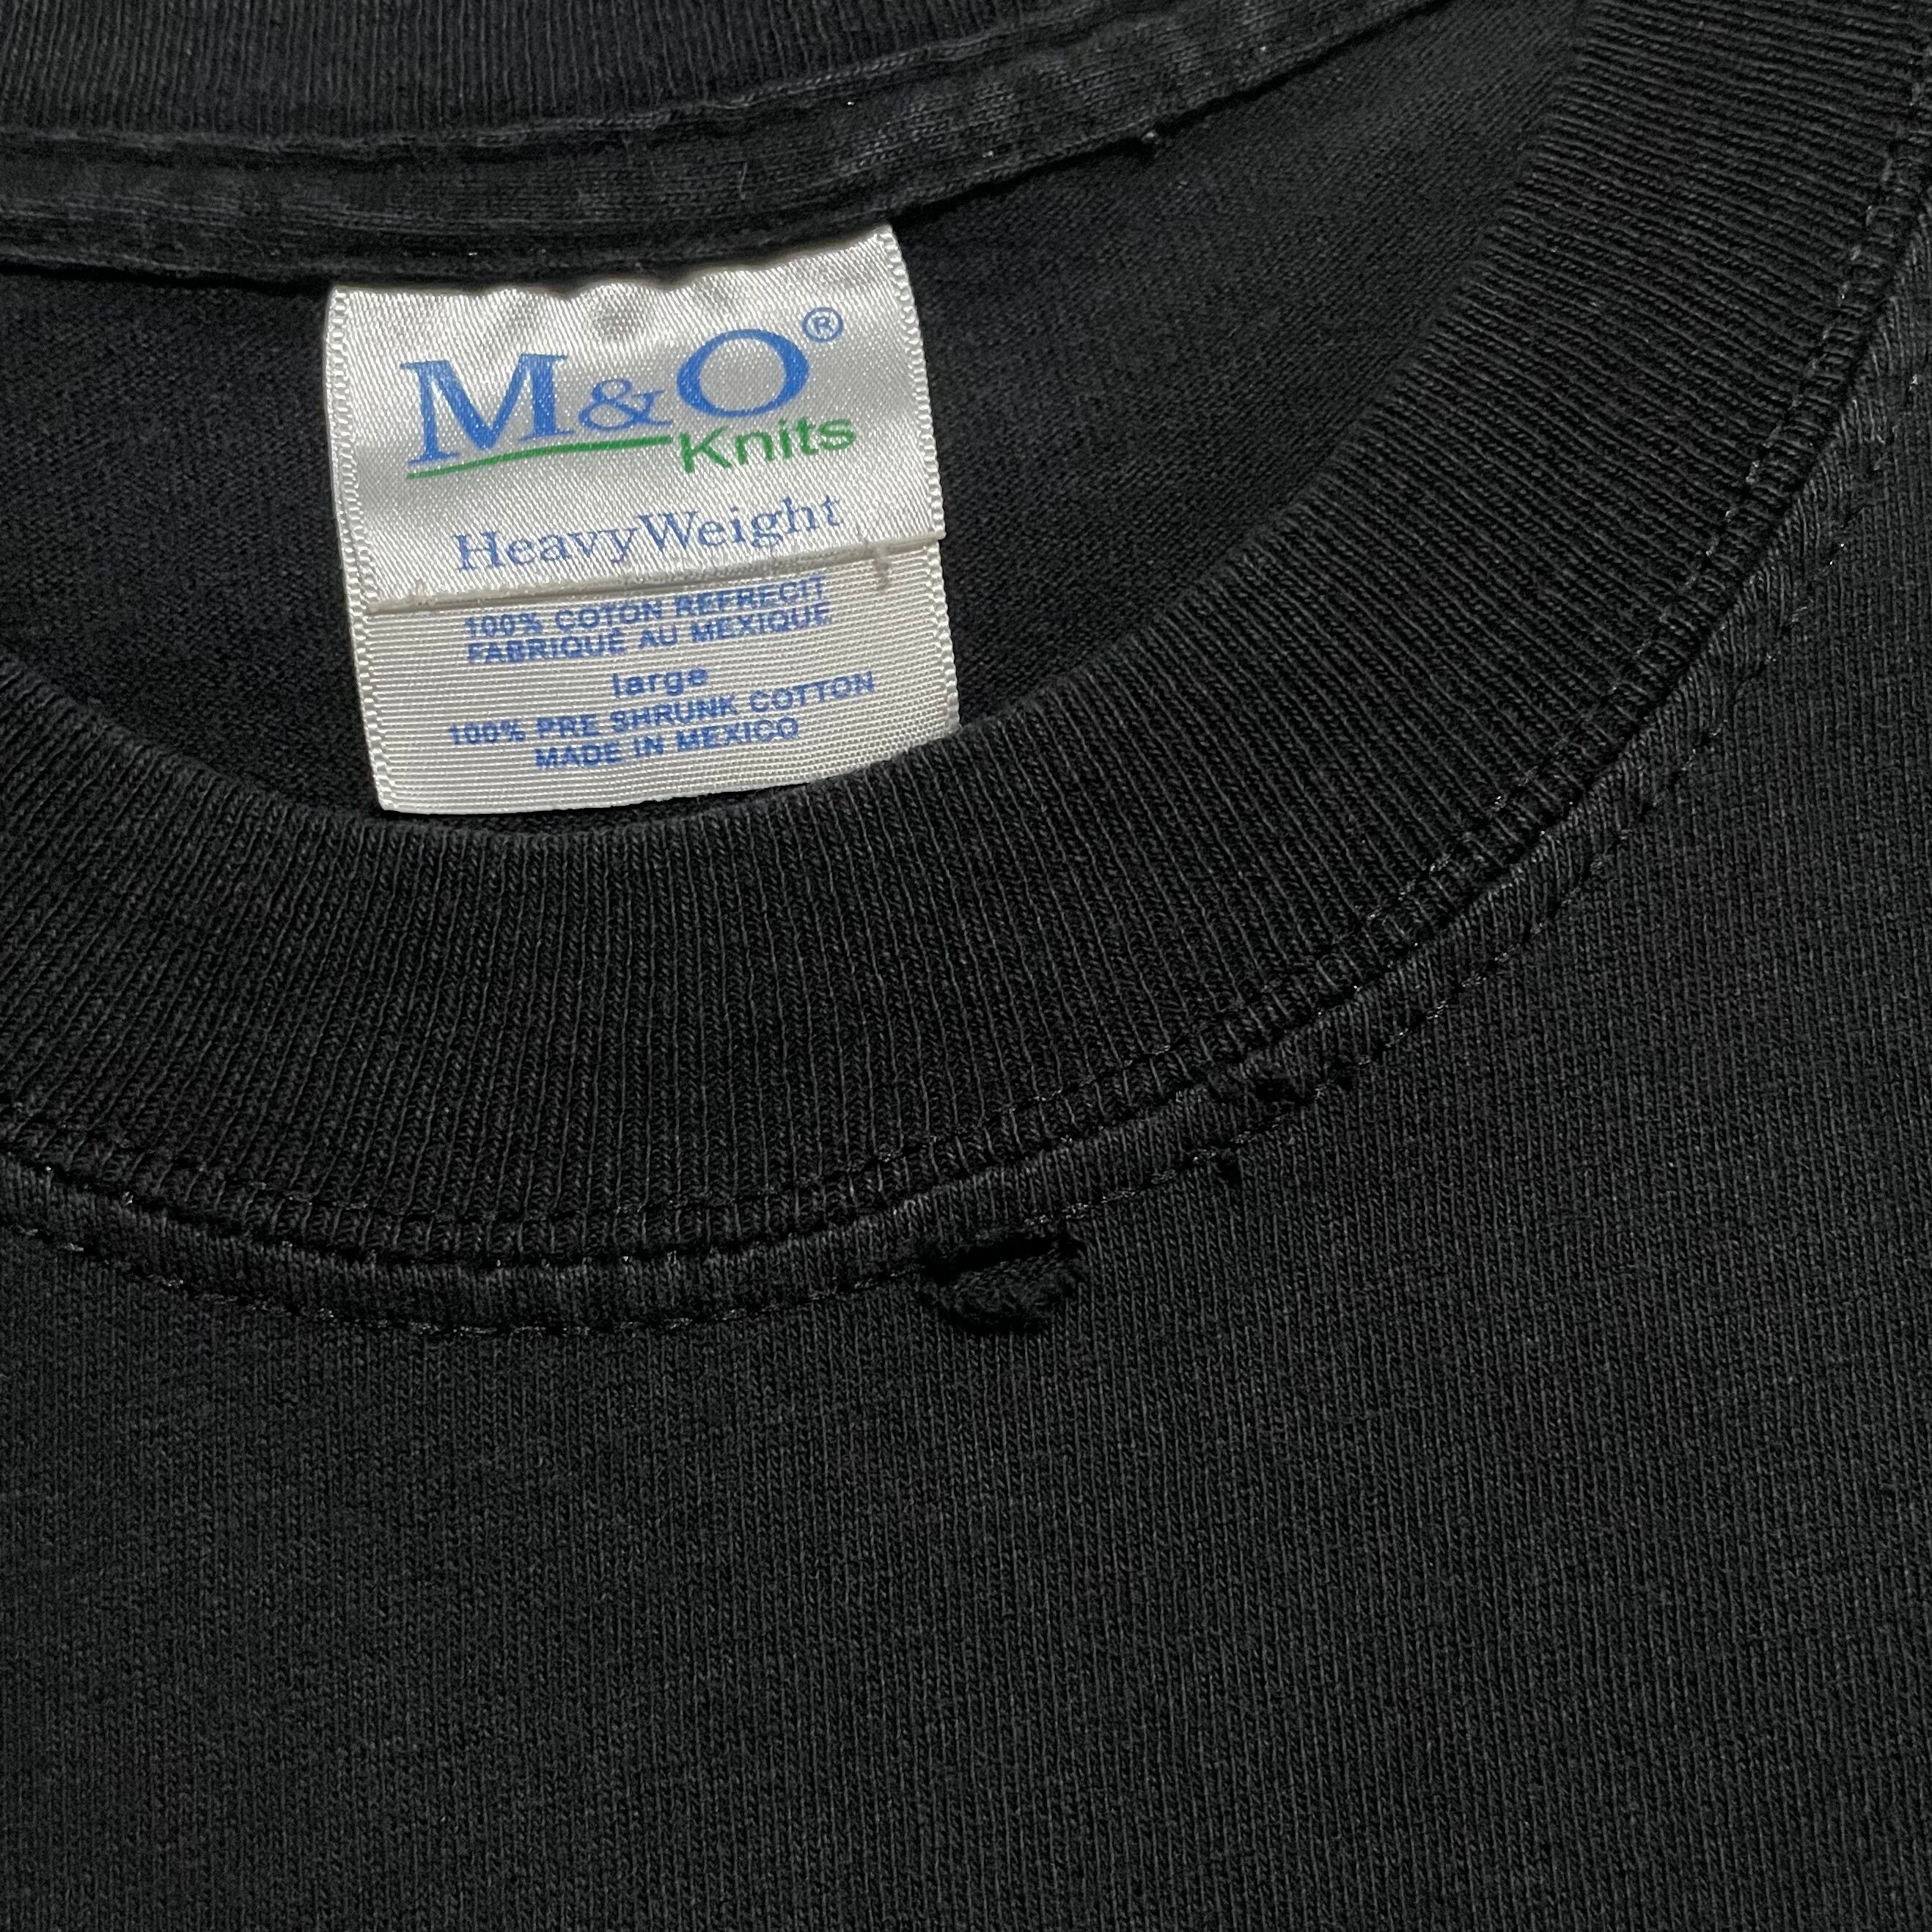 M&O®
Knits
HeavyWeight
100% COTON REFRECIT
FABRIQUÉ AU MEXIQUE
large
100% PRE SHRUNK COTTON
MADE IN MEXICO